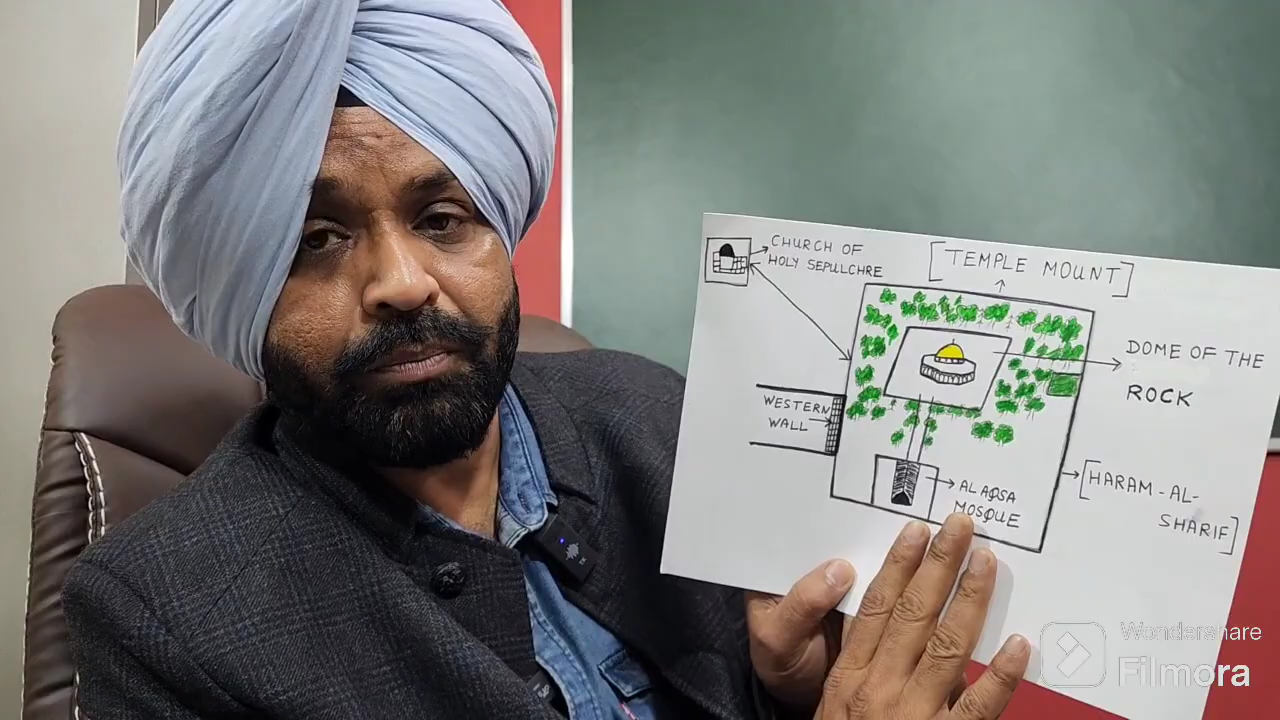 CHURCH OF
HOLY SEPULCHRE
[TEMPLE MOUNT]
DOME OF THE
ROCK
WESTERN
WALL
[HARAM-AL-
SHARIF]
AL AQSA
MOSQUE
Wondershare
Filmora